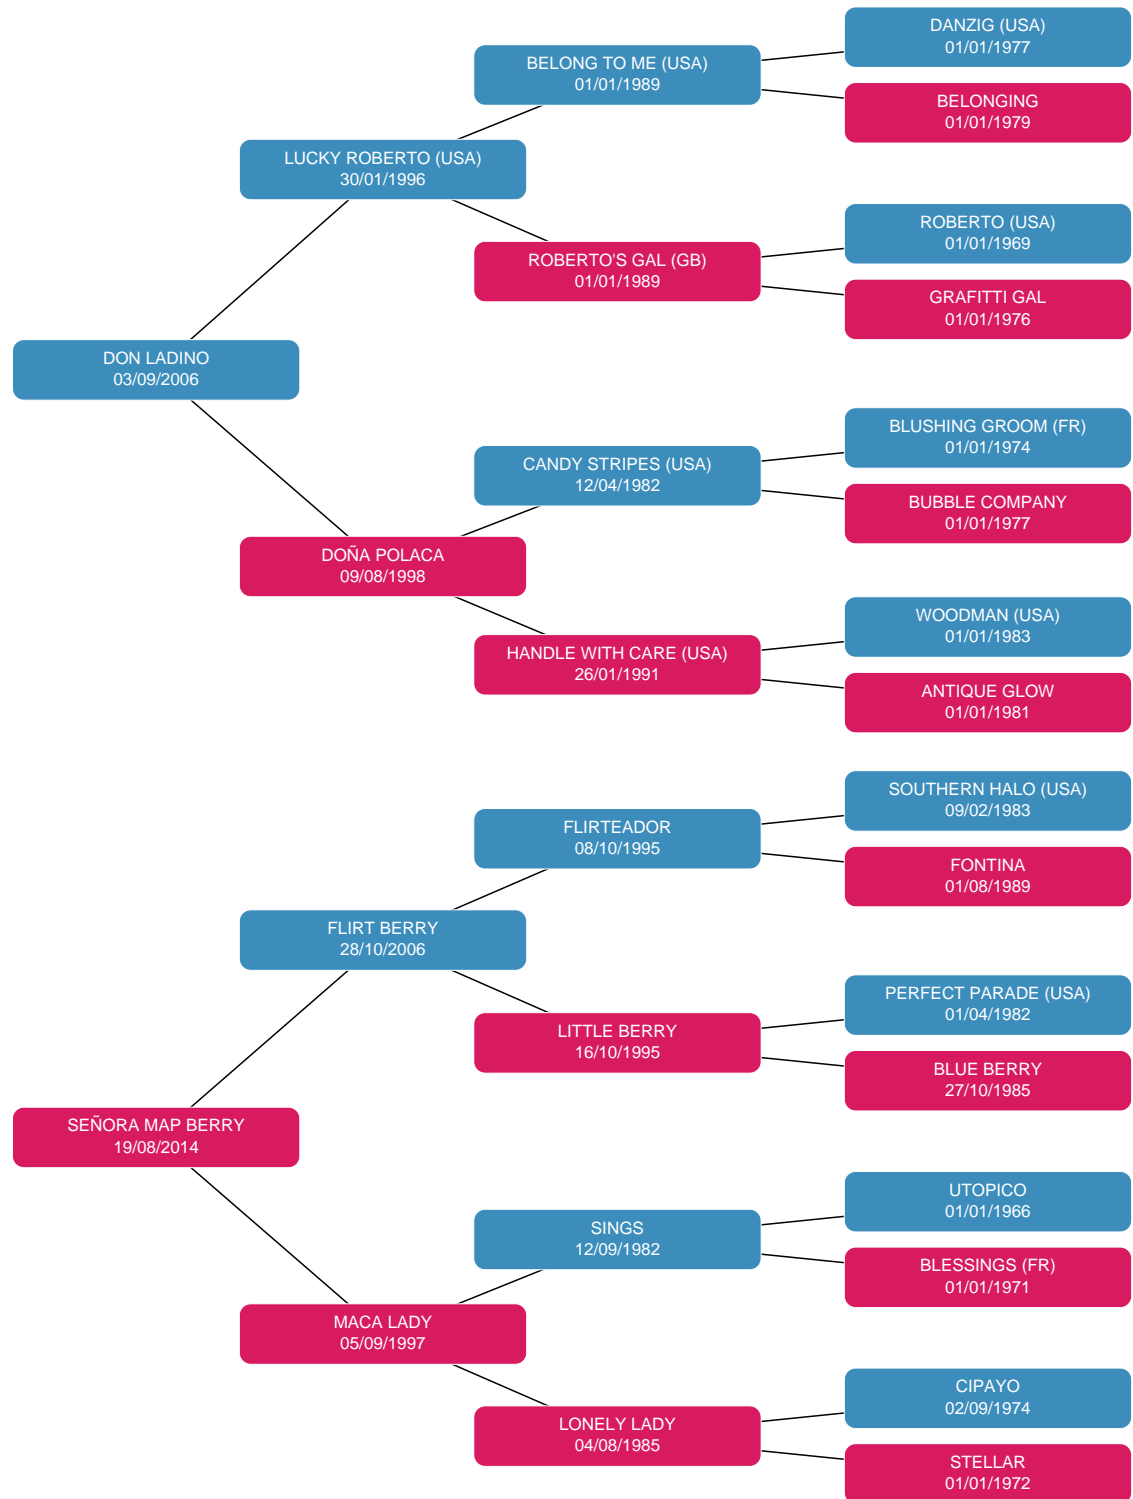 DANZIG (USA)
01/01/1977
BELONG TO ME (USA)
01/01/1989
BELONGING
01/01/1979
LUCKY ROBERTO (USA)
30/01/1996
ROBERTO (USA)
01/01/1969
ROBERTO'S GAL (GB)
01/01/1989
GRAFITTI GAL
01/01/1976
DON LADINO
03/09/2006
BLUSHING GROOM (FR)
01/01/1974
CANDY STRIPES (USA)
12/04/1982
BUBBLE COMPANY
01/01/1977
DOÑA POLACA
09/08/1998
WOODMAN (USA)
01/01/1983
HANDLE WITH CARE (USA)
26/01/1991
ANTIQUE GLOW
01/01/1981
SOUTHERN HALO (USA)
09/02/1983
FLIRTEADOR
08/10/1995
FONTINA
01/08/1989
FLIRT BERRY
28/10/2006
PERFECT PARADE (USA)
01/04/1982
LITTLE BERRY
16/10/1995
BLUE BERRY
27/10/1985
SEÑORA MAP BERRY
19/08/2014
UTOPICO
01/01/1966
SINGS
12/09/1982
BLESSINGS (FR)
01/01/1971
MACA LADY
05/09/1997
CIPAYO
02/09/1974
LONELY LADY
04/08/1985
STELLAR
01/01/1972